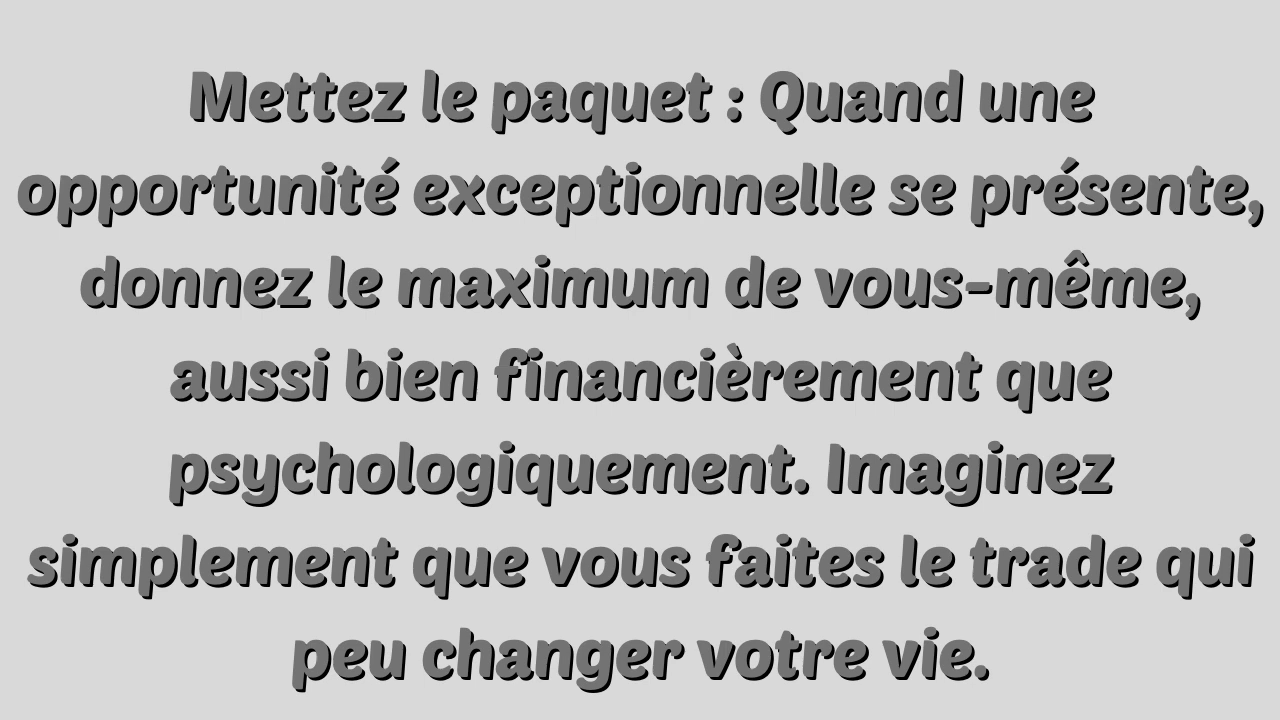 Mettez le paquet : Quand une
opportunité exceptionnelle se présente,
donnez le maximum de vous-même,
aussi bien financièrement que
psychologiquement. Imaginez
simplement que vous faites le trade qui
peu changer votre vie.